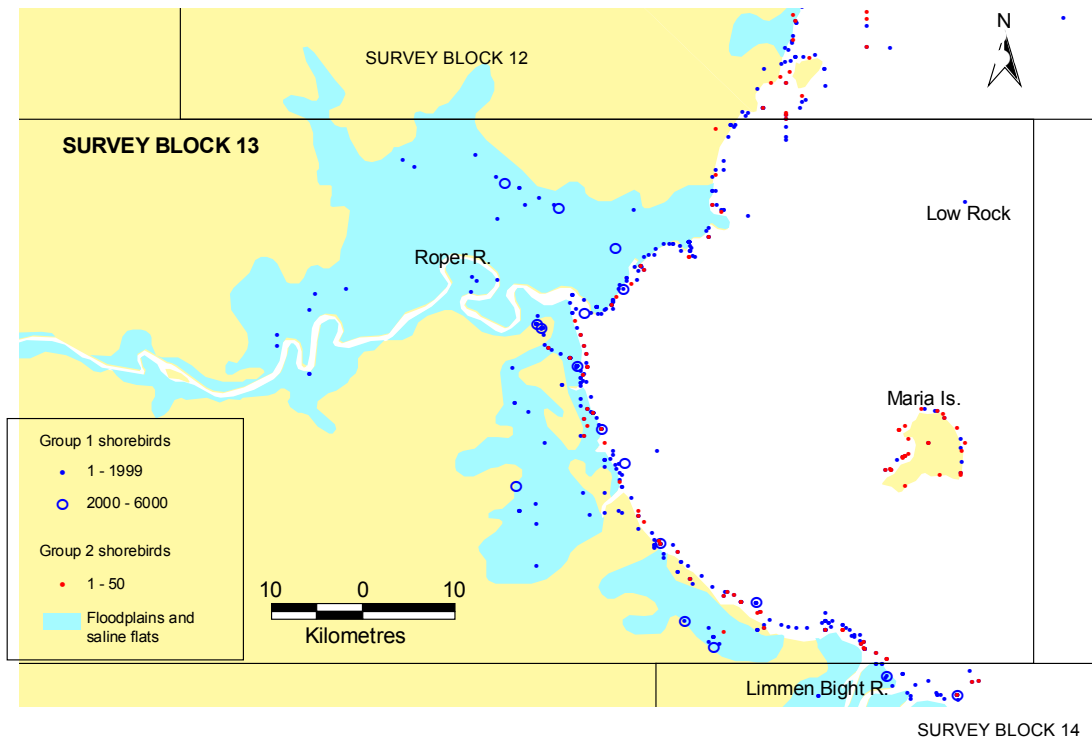 N
SURVEY BLOCK 12
SURVEY BLOCK 13
Low Rock
Roper R.
Maria Is.
Group 1 shorebirds
1 - 1999
2000 - 6000
Group 2 shorebirds
1 - 50
Floodplains and
saline flats
10 0 10
Kilometres
Limmen Bight R.
SURVEY BLOCK 14